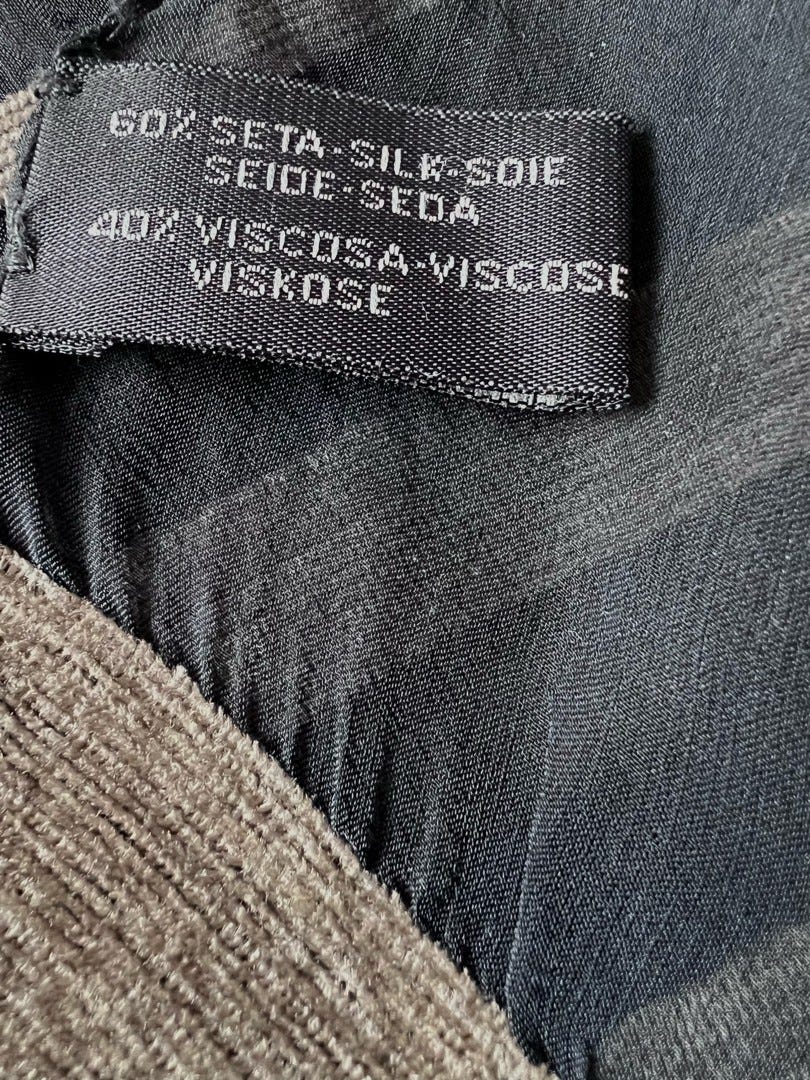 60% SETA-SILK-SOIE
SEIDE-SEDA
40% VISCOSA-VISCOSE
VISKOSE